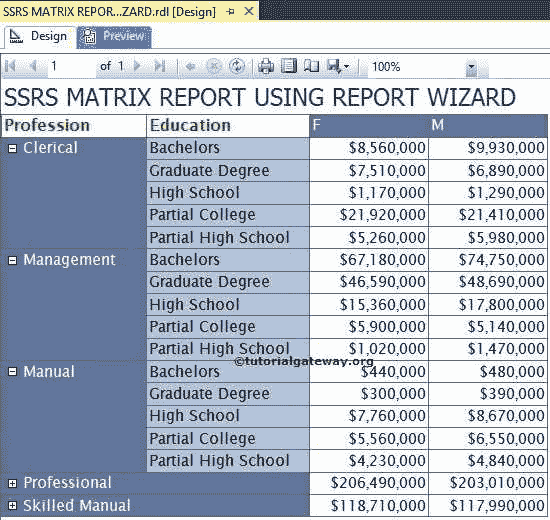 SSRS MATRIX REPOR...ZARD.rdl [Design]
Design Preview
1 of 1 100%
SSRS MATRIX REPORT USING REPORT WIZARD
Profession Education F M
Clerical Bachelors $8,560,000 $9,930,000
Graduate Degree $7,510,000 $6,890,000
High School $1,170,000 $1,290,000
Partial College $21,920,000 $21,410,000
Partial High School $5,260,000 $5,980,000
Management Bachelors $67,180,000 $74,750,000
Graduate Degree $46,590,000 $48,690,000
High School $15,360,000 $17,800,000
Partial College $5,900,000 $5,140,000
Partial High School $1,020,000 $1,470,000
©tutorialgateway.org
Manual Bachelors $440,000 $480,000
Graduate Degree $300,000 $390,000
High School $7,760,000 $8,670,000
Partial College $5,560,000 $6,550,000
Partial High School $4,230,000 $4,840,000
Professional $206,490,000 $203,010,000
Skilled Manual $118,710,000 $117,990,000